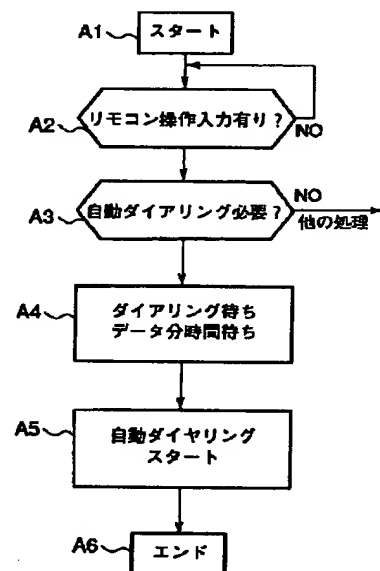 A1 スタート
A2 リモコン操作入力有り?
NO
A3 自動ダイアリング必要?
NO
他の処理
A4 ダイアリング待ち
データ分時間待ち
A5 自動ダイヤリング
スタート
A6 エンド